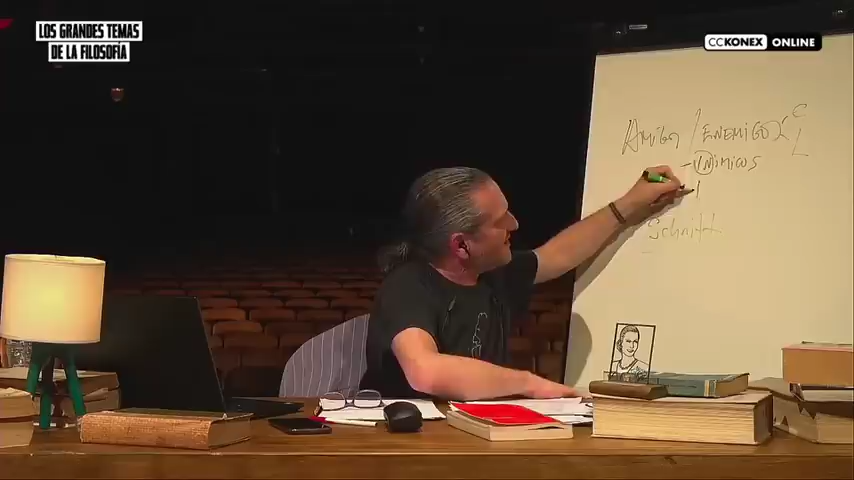 LOS GRANDES TEMAS
DE LA FILOSOFÍA
CCKONEX ONLINE
AMIGO / ENEMIGO
INIMICOS
Schmitt